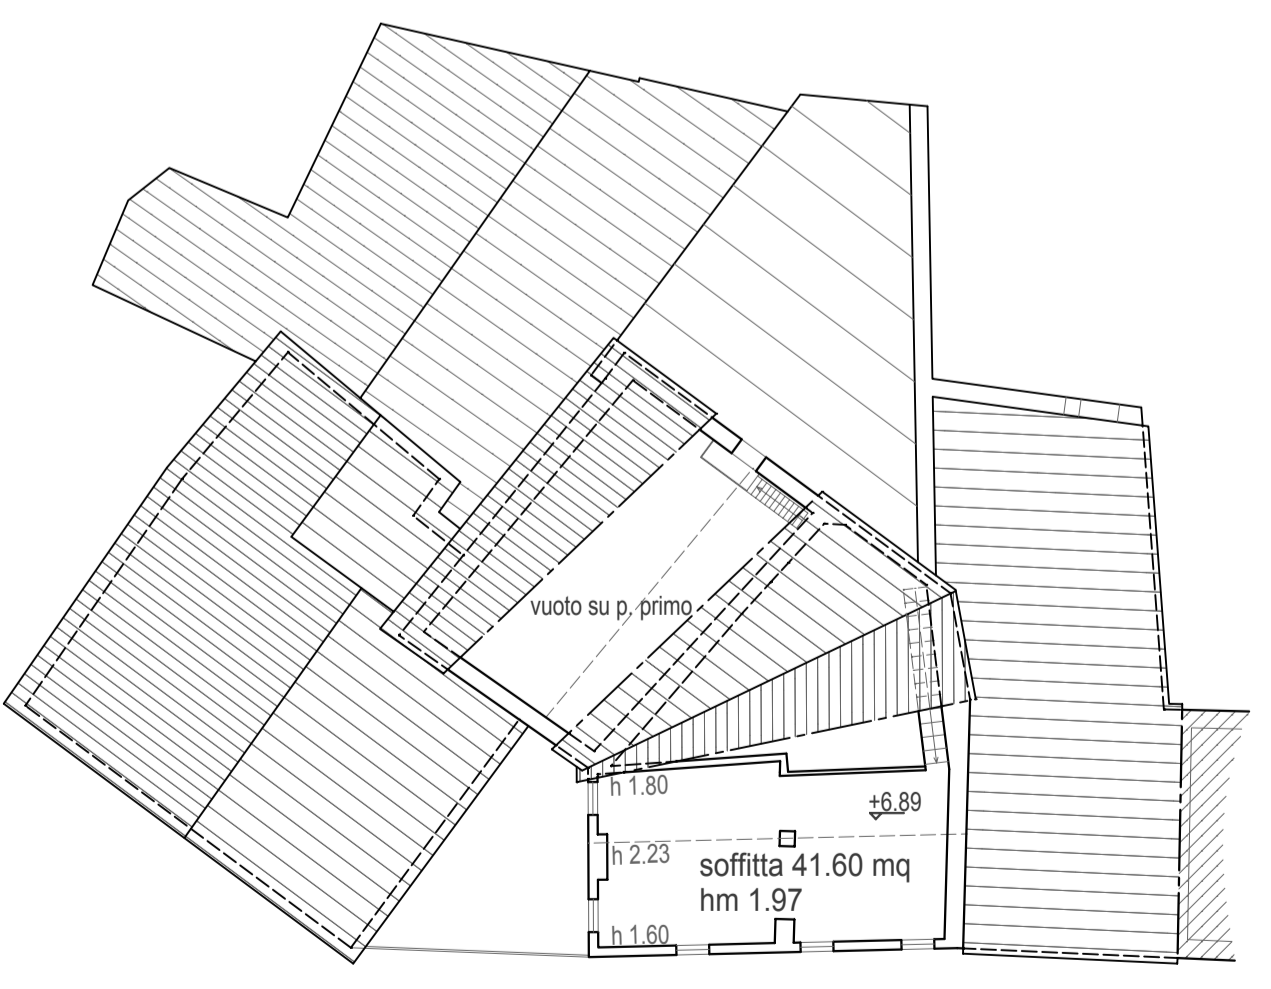 vuoto su p. primo
h 1.80
+6.89
h 2.23
soffitta 41.60 mq
hm 1.97
h 1.60